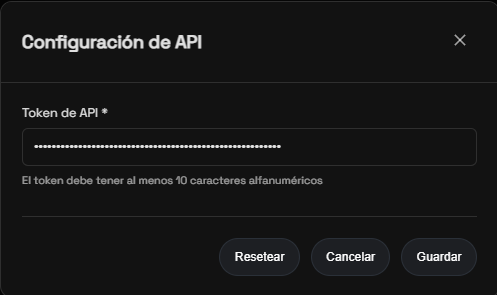 Configuración de API
Token de API *
••••••••••••••••••••••••••••••••••••••••••••••••••••••••
El token debe tener al menos 10 caracteres alfanuméricos
Resetear Cancelar Guardar